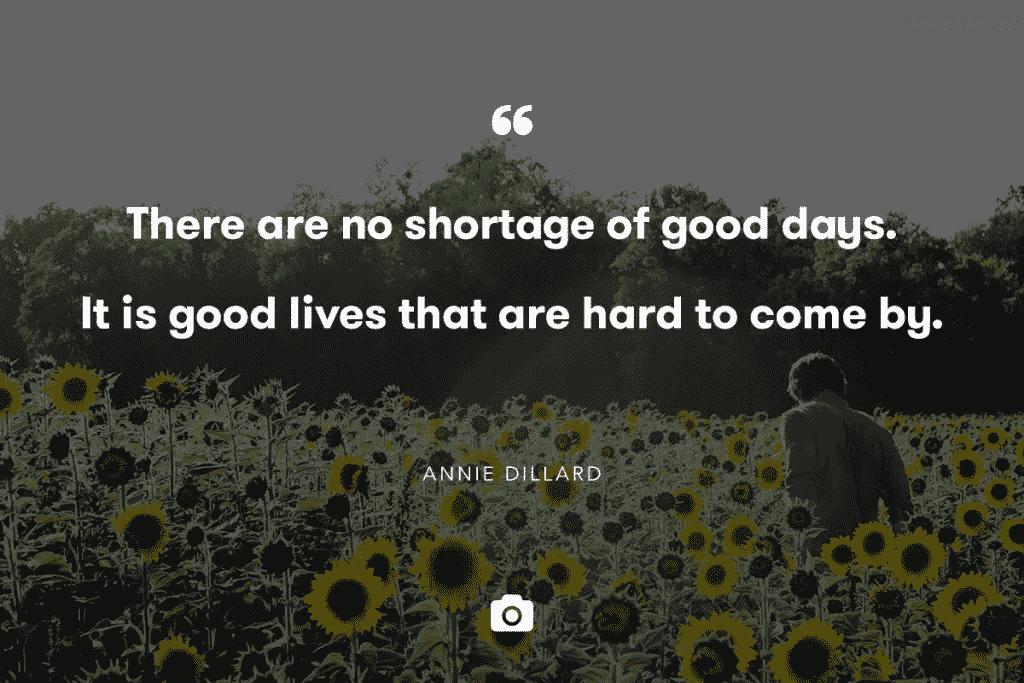 “
There are no shortage of good days.
It is good lives that are hard to come by.
ANNIE DILLARD